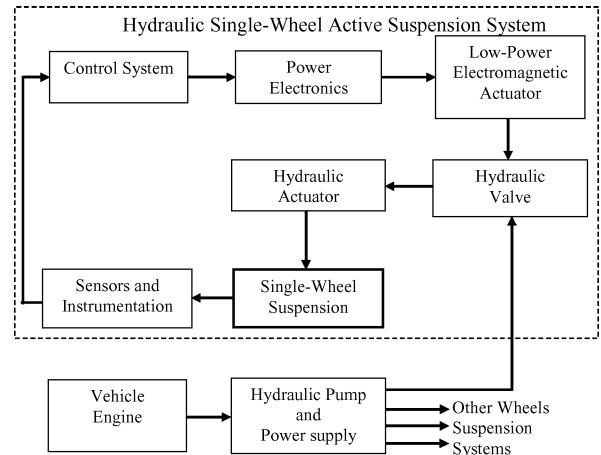 Hydraulic Single-Wheel Active Suspension System
Control System
Power
Electronics
Low-Power
Electromagnetic
Actuator
Hydraulic
Actuator
Hydraulic
Valve
Sensors and
Instrumentation
Single-Wheel
Suspension
Vehicle
Engine
Hydraulic Pump
and
Power supply
Other Wheels
Suspension
Systems